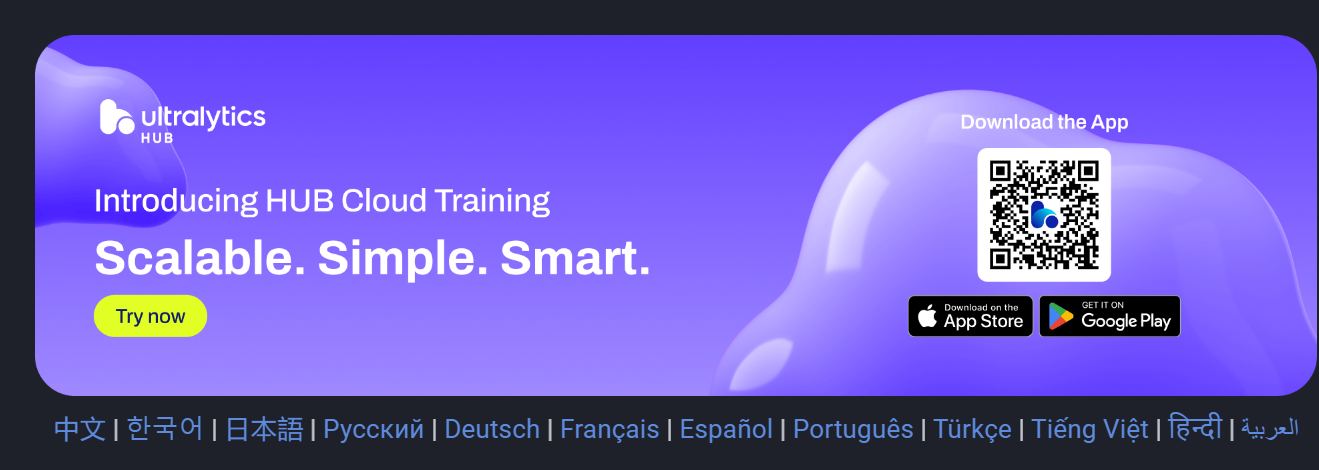 ultralytics
HUB
Introducing HUB Cloud Training
Scalable. Simple. Smart.
Try now
Download the App
Download on the
App Store
GET IT ON
Google Play
中文 | 한국어 | 日本語 | Русский | Deutsch | Français | Español | Português | Türkçe | Tiếng Việt | हिन्दी | العربية